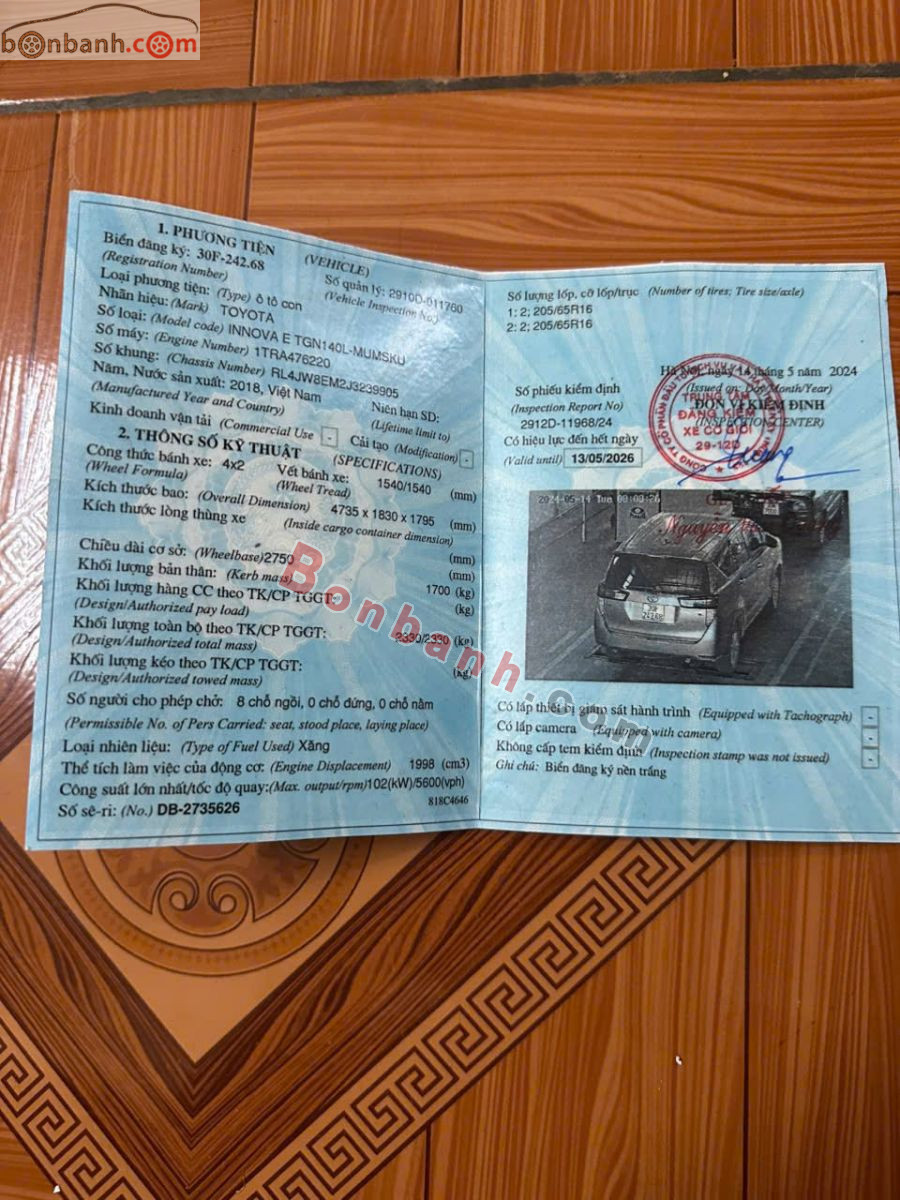 bonbanh.com
1. PHƯƠNG TIỆN (VEHICLE)
Biển đăng ký: 30F-242.68 Số quản lý: 2910D-011760
(Registration Number) (Vehicle Inspection No.)
Loại phương tiện: (Type) ô tô con
Nhãn hiệu: (Mark) TOYOTA
Số loại: (Model code) INNOVA E TGN140L-MUMSKU
Số máy: (Engine Number) 1TRA476220
Số khung: (Chassis Number) RL4JW8EM2J3239905
Năm, Nước sản xuất: 2018, Việt Nam Niên hạn SD:
(Manufactured Year and Country) (Lifetime limit to)
Kinh doanh vận tải (Commercial Use - Cải tạo (Modification) -
2. THÔNG SỐ KỸ THUẬT (SPECIFICATIONS)
Công thức bánh xe: 4x2 Vết bánh xe: 1540/1540 (mm)
(Wheel Formula) (Wheel Tread)
Kích thước bao: (Overall Dimension) 4735 x 1830 x 1795 (mm)
Kích thước lòng thùng xe (Inside cargo container dimension)
(mm)
Chiều dài cơ sở: (Wheelbase) 2750 (mm)
Khối lượng bản thân: (Kerb mass) 1700 (kg)
Khối lượng hàng CC theo TK/CP TGGT: (kg)
(Design/Authorized pay load)
Khối lượng toàn bộ theo TK/CP TGGT: 2330/2330 (kg)
(Design/Authorized total mass)
Khối lượng kéo theo TK/CP TGGT: (kg)
(Design/Authorized towed mass)
Số người cho phép chở: 8 chỗ ngồi, 0 chỗ đứng, 0 chỗ nằm
(Permissible No. of Pers Carried: seat, stood place, laying place)
Loại nhiên liệu: (Type of Fuel Used) Xăng
Thể tích làm việc của động cơ: (Engine Displacement) 1998 (cm3)
Công suất lớn nhất/tốc độ quay: (Max. output/rpm) 102(kW)/5600(vph)
Số sê-ri: (No.) DB-2735626 818C4646
Số lượng lốp, cỡ lốp/trục (Number of tires; Tire size/axle)
1: 2; 205/65R16
2: 2; 205/65R16
Hà Nội, ngày 14 tháng 5 năm 2024
Số phiếu kiểm định (Issued on: Day/Month/Year)
(Inspection Report No) ĐƠN VỊ KIỂM ĐỊNH
2912D-11968/24 (INSPECTION CENTER)
Có hiệu lực đến hết ngày
(Valid until) 13/05/2026
TRUNG TÂM
ĐĂNG KIỂM
XE CƠ GIỚI
29-12D
Nguyễn
2024-05-14 Tue
Bonbanh.com
Có lắp thiết bị giám sát hành trình (Equipped with Tachograph) -
Có lắp camera (Equipped with camera) -
Không cấp tem kiểm định (Inspection stamp was not issued) -
Ghi chú: Biển đăng ký nền trắng